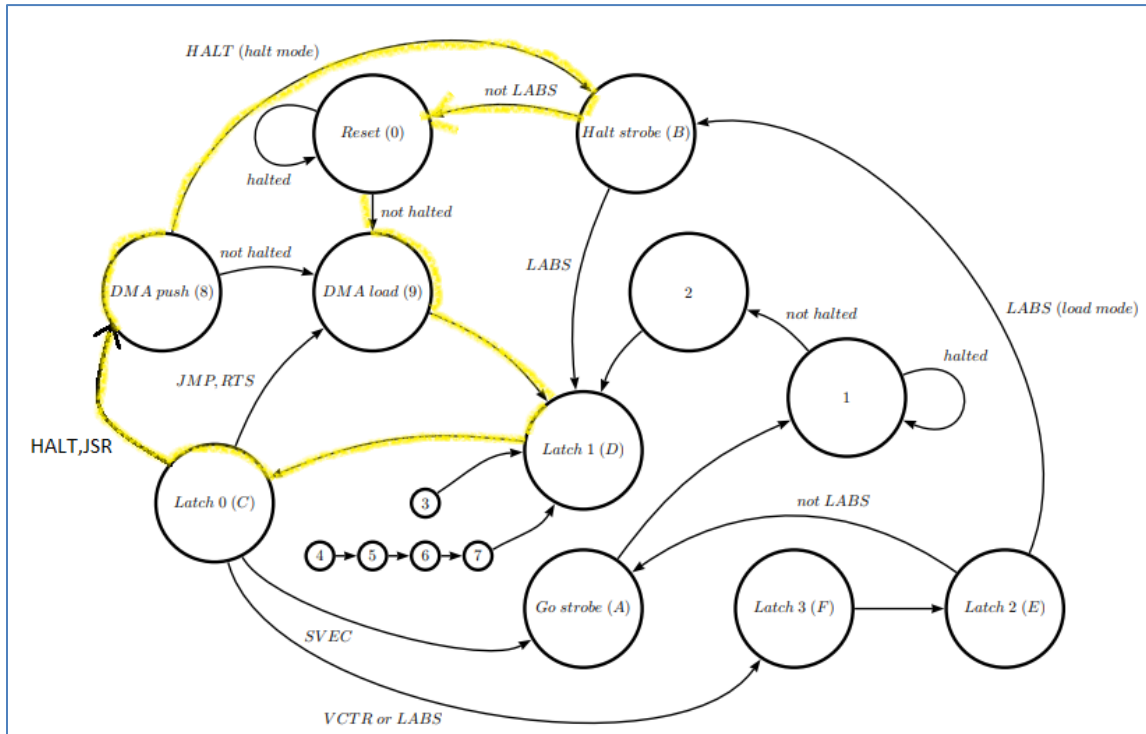 HALT (halt mode)
not LABS
Reset (0)
Halt strobe (B)
halted
not halted
not halted
LABS
DMA push (8)
DMA load (9)
2
LABS (load mode)
not halted
halted
JMP, RTS
1
HALT,JSR
Latch 1 (D)
Latch 0 (C)
3
not LABS
4
5
6
7
Go strobe (A)
Latch 3 (F)
Latch 2 (E)
SVEC
VCTR or LABS